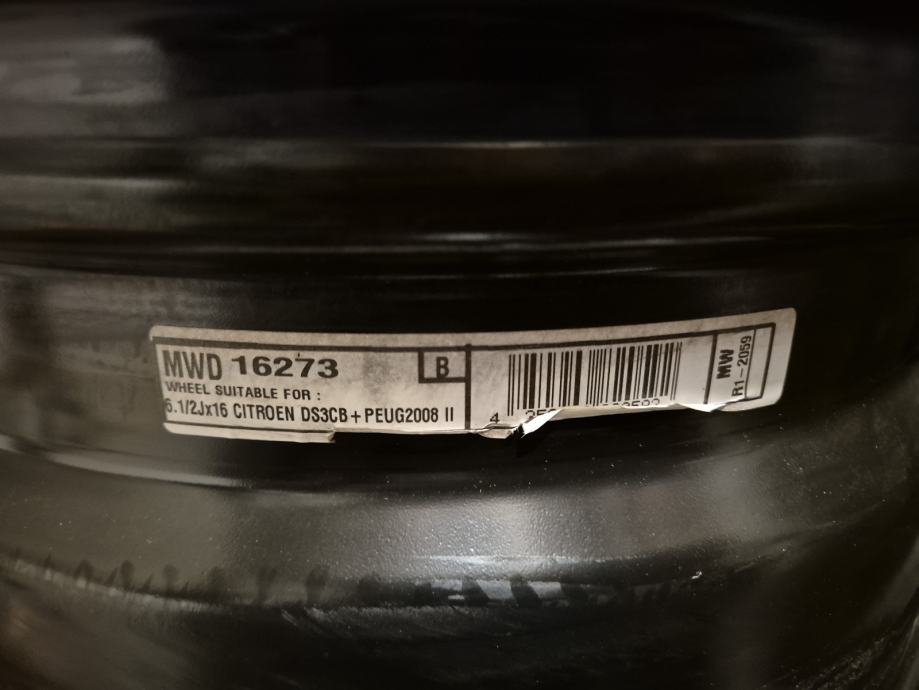 MWD 16273
B
WHEEL SUITABLE FOR :
6.1/2Jx16 CITROEN DS3CB+PEUG2008 II
MW
R1-2059